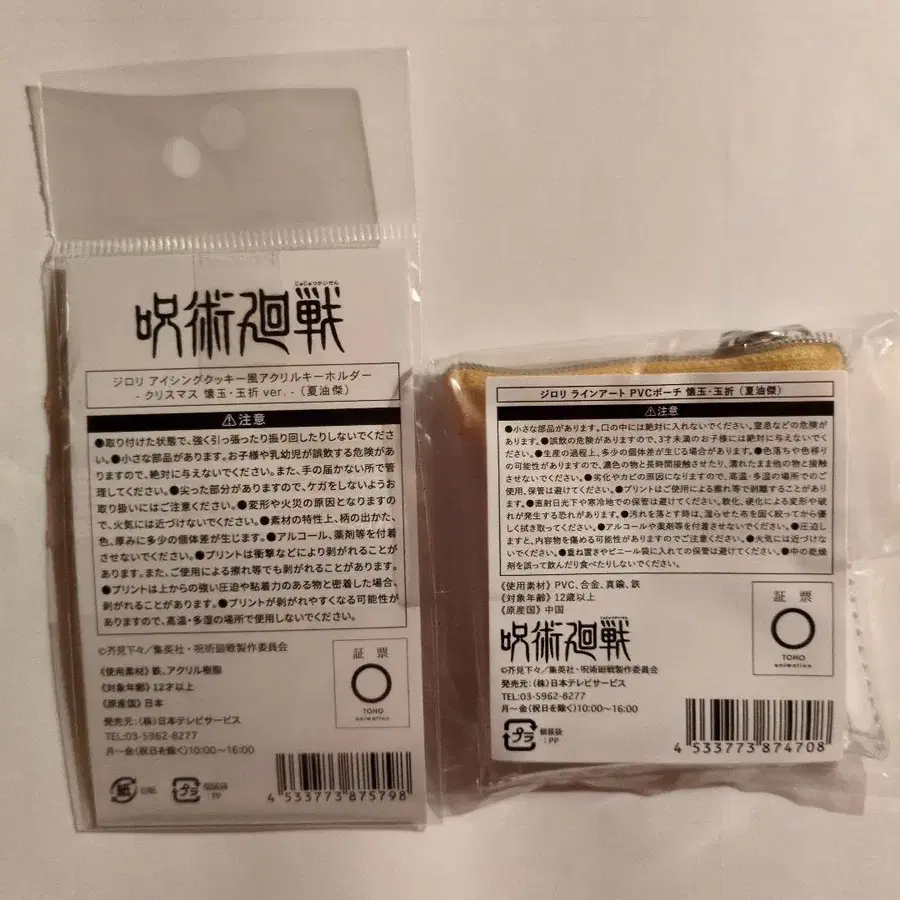 じゅじゅつかいせん
呪術廻戦
ジロリ アイシングクッキー風アクリルキーホルダー
- クリスマス 懐玉・玉折 ver. -（夏油傑）
⚠注意
●取り付けた状態で、強く引っ張ったり振り回したりしないでくださ
い。●小さな部品があります。お子様や乳幼児が誤飲する危険があ
りますので、絶対に与えないでください。また、手の届かない所で管
理してください。●尖った部分がありますので、ケガをしないようお
取り扱いにはご注意ください。●変形や火災の原因となりますの
で、火気には近づけないでください。●素材の特性上、柄の出かた、
色、厚みに多少の個体差が生じます。●アルコール、薬剤等を付着
させないでください。●プリントは衝撃などにより剥がれることが
あります。また、ご使用による擦れ等でも剥がれることがあります。
●プリントは上からの強い圧迫や粘着力のある物と密着した場合、
剥がれることがあります。●プリントが剥がれやすくなる可能性が
ありますので、高温・多湿の場所で使用しないでください。
©芥見下々／集英社・呪術廻戦製作委員会
《使用素材》鉄、アクリル樹脂
《対象年齢》12才以上
《原産国》日本
発売元：（株）日本テレビサービス
TEL:03-5962-8277
月～金（祝日を除く）10:00～16:00
証 票
TOHO
animation
紙
プラ
4 533773 875798
ジロリ ラインアート PVCポーチ 懐玉・玉折（夏油傑）
⚠注意
●小さな部品があります。口の中には絶対に入れないでください。窒息などの危険が
あります。●誤飲の危険がありますので、3才未満のお子様には絶対に与えないでくだ
さい。●生産の過程上、多少の個体差が生じる場合があります。●色落ちや色移り
の可能性がありますので、濃色の物と長時間接触させたり、濡れたまま他の物と接触
させないでください。●劣化やカビの原因になりますので、高温・多湿の場所でのご
使用、保管は避けてください。●プリントはご使用による擦れ等で剥離することがありま
す。●直射日光下や寒冷地での保管は避けてください。軟化、硬化による変形や破
れが発生する恐れがあります。●汚れを落とす時は、湿らせた布を固く絞ってから優
しく拭き取ってください。●アルコールや薬剤等を付着させないでください。●圧迫し
ますと、内容物を傷める可能性がありますのでご注意ください。●火気には近づけな
いでください。●重ね置きやビニール袋に入れての保管は避けてください。●中の乾燥
剤を誤って飲んだり食べたりしないでください。
《使用素材》PVC、合金、真鍮、鉄
《対象年齢》12歳以上
《原産国》中国
呪術廻戦
©芥見下々／集英社・呪術廻戦製作委員会
発売元：（株）日本テレビサービス
TEL:03-5962-8277
月～金（祝日を除く）10:00～16:00
証 票
TOHO
animation
プラ
個装袋
:PP
4 533773 874708